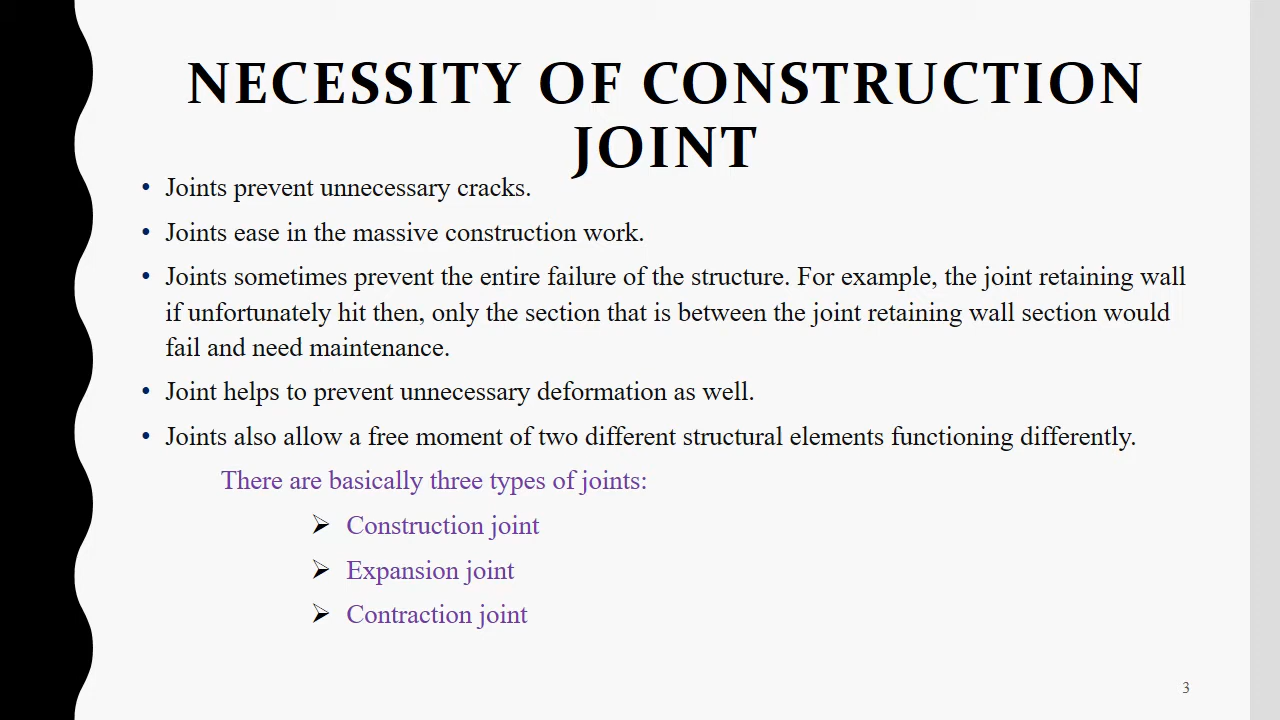 NECESSITY OF CONSTRUCTION
JOINT
• Joints prevent unnecessary cracks.
• Joints ease in the massive construction work.
• Joints sometimes prevent the entire failure of the structure. For example, the joint retaining wall
if unfortunately hit then, only the section that is between the joint retaining wall section would
fail and need maintenance.
• Joint helps to prevent unnecessary deformation as well.
• Joints also allow a free moment of two different structural elements functioning differently.
There are basically three types of joints:
➢ Construction joint
➢ Expansion joint
➢ Contraction joint
3